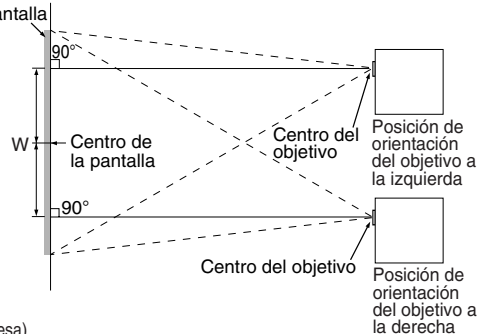 antalla
90°
W
Centro de
la pantalla
Centro del
objetivo
Posición de
orientación
del objetivo a
la izquierda
90°
Centro del objetivo
Posición de
orientación
del objetivo a
la derecha
esa)